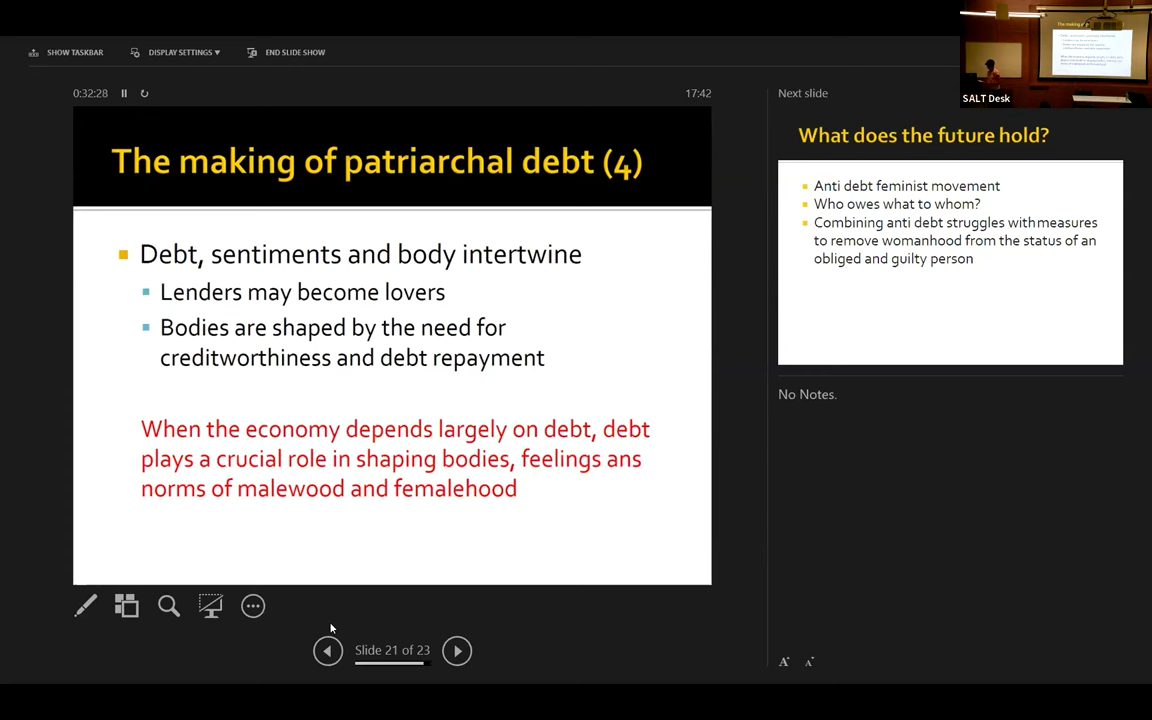 SHOW TASKBAR
DISPLAY SETTINGS
END SLIDE SHOW
0:32:28
17:42
The making of patriarchal debt (4)
Debt, sentiments and body intertwine
Lenders may become lovers
Bodies are shaped by the need for
creditworthiness and debt repayment
When the economy depends largely on debt, debt
plays a crucial role in shaping bodies, feelings ans
norms of malewood and femalehood
Slide 21 of 23
SALT Desk
Next slide
What does the future hold?
Anti debt feminist movement
Who owes what to whom?
Combining anti debt struggles with measures
to remove womanhood from the status of an
obliged and guilty person
No Notes.
A
A